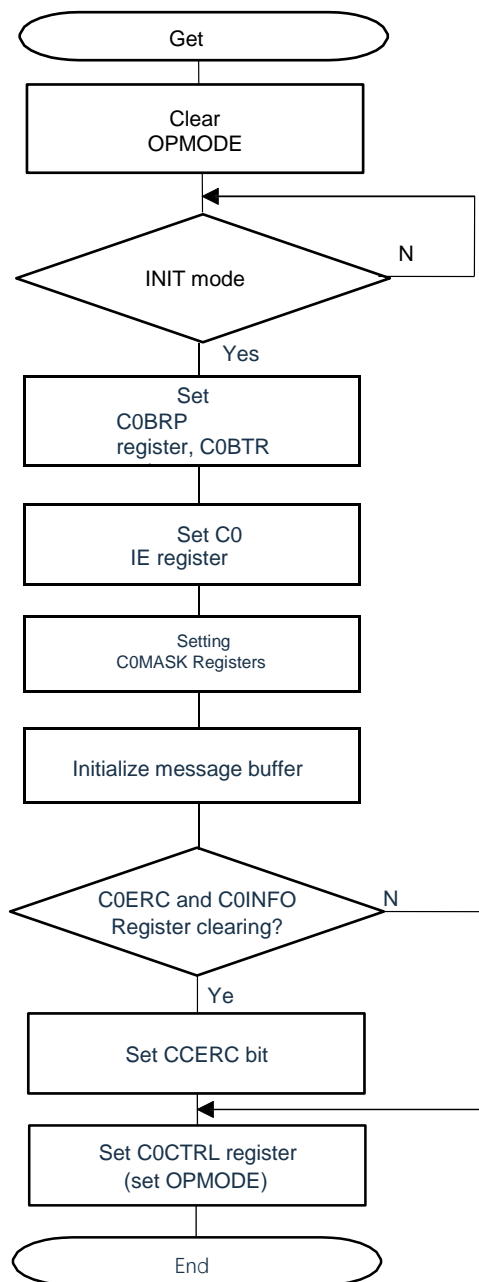 Get
Clear
OPMODE
INIT mode
N
Yes
Set
C0BRP
register, C0BTR
Set C0
IE register
Setting
C0MASK Registers
Initialize message buffer
C0ERC and C0INFO
Register clearing?
N
Ye
Set CCERC bit
Set C0CTRL register
(set OPMODE)
End